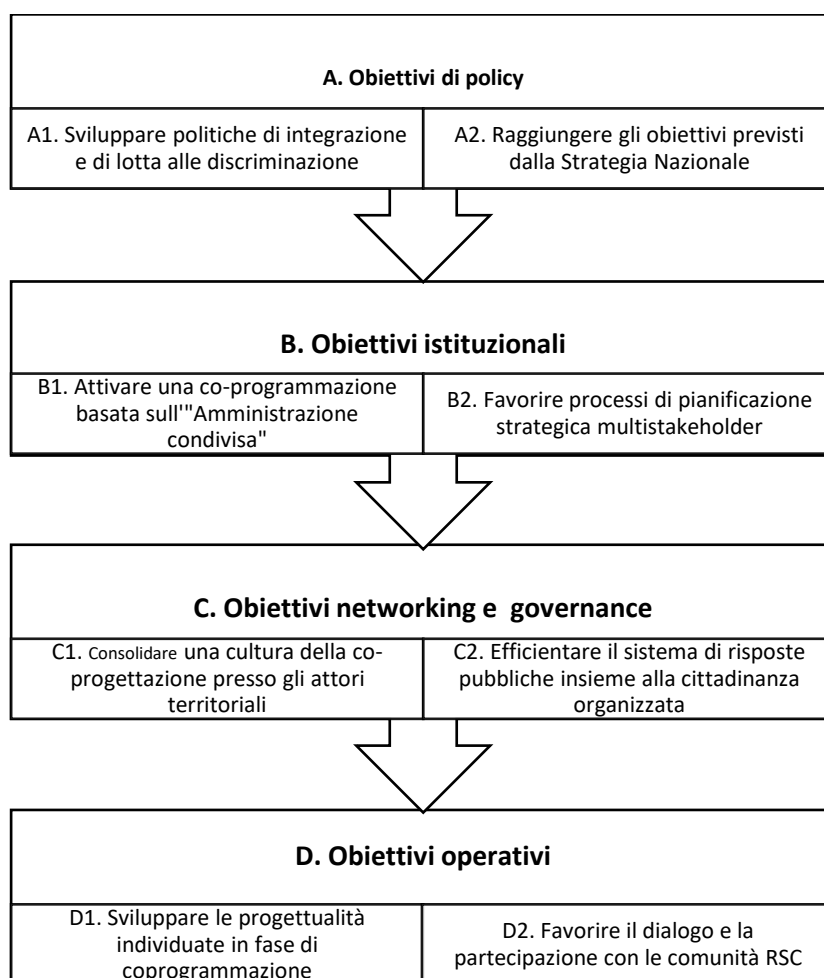 A. Obiettivi di policy
A1. Sviluppare politiche di integrazione
e di lotta alle discriminazione
A2. Raggiungere gli obiettivi previsti
dalla Strategia Nazionale
B. Obiettivi istituzionali
B1. Attivare una co-programmazione
basata sull'"Amministrazione
condivisa"
B2. Favorire processi di pianificazione
strategica multistakeholder
C. Obiettivi networking e governance
C1. Consolidare una cultura della co-
progettazione presso gli attori
territoriali
C2. Efficientare il sistema di risposte
pubbliche insieme alla cittadinanza
organizzata
D. Obiettivi operativi
D1. Sviluppare le progettualità
individuate in fase di
coprogrammazione
D2. Favorire il dialogo e la
partecipazione con le comunità RSC